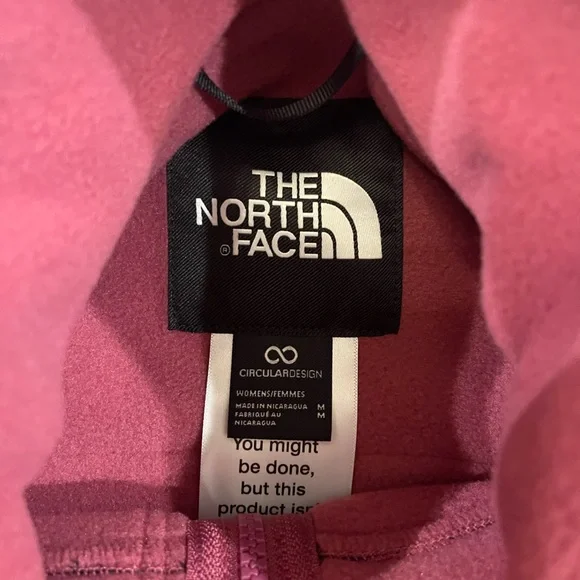 THE
NORTH
®FACE
CIRCULARDESIGN
WOMENS/FEMMES
MADE IN NICARAGUA M
FABRIQUÉ AU M
NICARAGUA
You might
be done,
but this
product